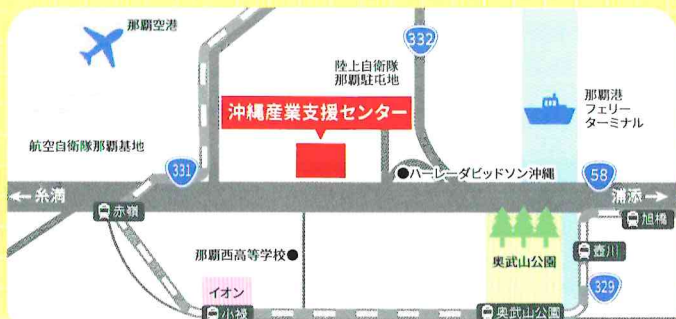 那覇空港
332
陸上自衛隊
那覇駐屯地
那覇港
フェリー
ターミナル
沖縄産業支援センター
航空自衛隊那覇基地
331
ハーレーダビッドソン沖縄
58
← 糸満
浦添 →
赤嶺
旭橋
那覇西高等学校
奥武山公園
壺川
イオン
329
小禄
奥武山公園